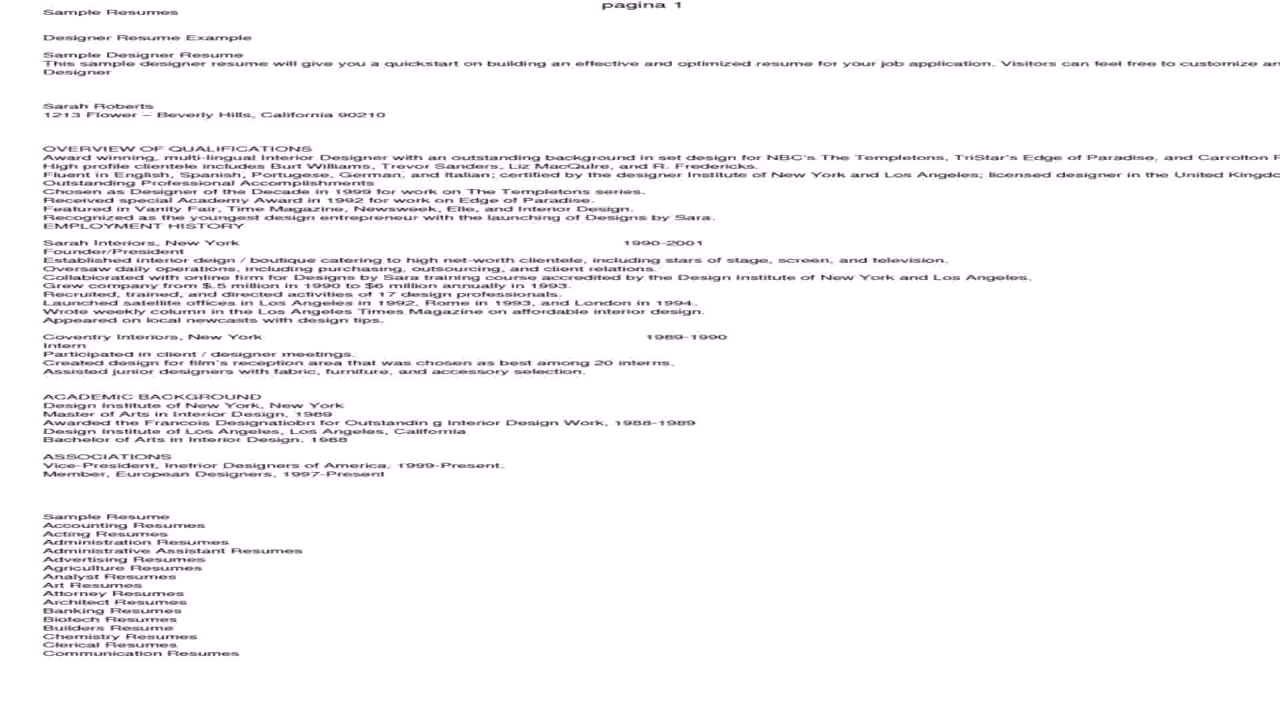 pagina 1
Sample Resumes
Designer Resume Example
Sample Designer Resume
This sample designer resume will give you a quickstart on building an effective and optimized resume for your job application. Visitors can feel free to customize an
Designer
Sarah Roberts
1213 Flower – Beverly Hills, California 90210
OVERVIEW OF QUALIFICATIONS
Award winning, multi-lingual Interior Designer with an outstanding background in set design for NBC's The Templetons, TriStar's Edge of Paradise, and Carrolton P
High profile clientele includes Burt Williams, Trevor Sanders, Liz MacQuire, and R. Fredericks.
Fluent in English, Spanish, Portugese, German, and Italian; certified by the designer Institute of New York and Los Angeles; licensed designer in the United Kingdo
Outstanding Professional Accomplishments
Chosen as Designer of the Decade in 1999 for work on The Templetons series.
Received special Academy Award in 1992 for work on Edge of Paradise.
Featured in Vanity Fair, Time Magazine, Newsweek, Elle, and Interior Design.
Recognized as the youngest design entrepreneur with the launching of Designs by Sara.
EMPLOYMENT HISTORY
Sarah Interiors, New York 1990-2001
Founder/President
Established interior deign / boutique catering to high net-worth clientele, including stars of stage, screen, and television.
Oversaw daily operations, including purchasing, outsourcing, and client relations.
Collabiorated with online firm for Designs by Sara training course accredited by the Design Institute of New York and Los Angeles.
Grew company from $.5 million in 1990 to $6 million annually in 1993.
Recruited, trained, and directed activities of 17 design professionals.
Launched satellite offices in Los Angeles in 1992, Rome in 1993, and London in 1994.
Wrote weekly column in the Los Angeles Times Magazine on affordable interior design.
Appeared on local newcasts with design tips.
Coventry Interiors, New York 1989-1990
Intern
Participated in client / designer meetings.
Created design for film's reception area that was chosen as best among 20 interns.
Assisted junior designers with fabric, furniture, and accessory selection.
ACADEMIC BACKGROUND
Design Institute of New York, New York
Master of Arts in Interior Design, 1989
Awarded the Francois Designatiobn for Outstandin g Interior Design Work, 1988-1989
Design Institute of Los Angeles, Los Angeles, California
Bachelor of Arts in Interior Design, 1988
ASSOCIATIONS
Vice-President, Inetrior Designers of America, 1999-Present.
Member, European Designers, 1997-Present
Sample Resume
Accounting Resumes
Acting Resumes
Administration Resumes
Administrative Assistant Resumes
Advertising Resumes
Agriculture Resumes
Analyst Resumes
Art Resumes
Attorney Resumes
Architect Resumes
Banking Resumes
Biotech Resumes
Builders Resume
Chemistry Resumes
Clerical Resumes
Communication Resumes